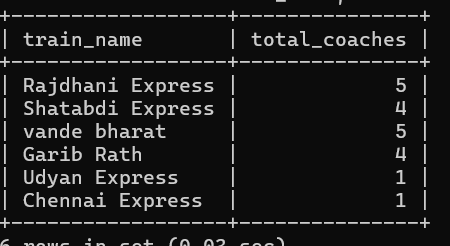 +------------------+---------------+
| train_name       | total_coaches |
+------------------+---------------+
| Rajdhani Express |             5 |
| Shatabdi Express |             4 |
| vande bharat     |             5 |
| Garib Rath       |             4 |
| Udyan Express    |             1 |
| Chennai Express  |             1 |
+------------------+---------------+
6 rows in set (0.03 sec)